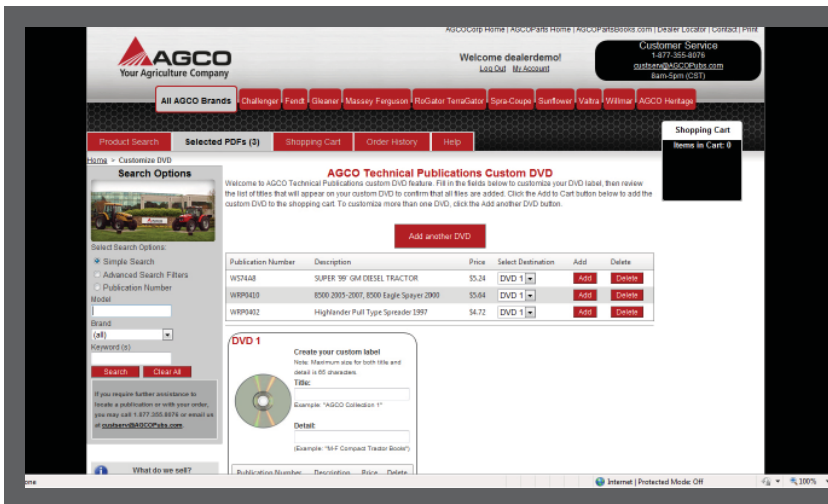 AGCOCorp Home | AGCOParts Home | AGCOPartsBooks.com | Dealer Locator | Contact | Print
AGCO
Your Agriculture Company
Welcome dealerdemo!
Log Out My Account
Customer Service
1-877-355-8076
custserv@AGCOPubs.com
8am-5pm (CST)
All AGCO Brands Challenger Fendt Gleaner Massey Ferguson RoGator TerraGator Spra-Coupe Sunflower Valtra Willmar AGCO Heritage
Product Search Selected PDFs (3) Shopping Cart Order History Help
Shopping Cart
Items in Cart: 0
Home > Customize DVD
Search Options
Select Search Options:
Simple Search
Advanced Search Filters
Publication Number
Model
Brand
(all)
Keyword(s)
Search Clear All
If you require further assistance to
locate a publication or with your order,
you may call 1.877.355.8076 or email us
at custserv@AGCOPubs.com.
What do we sell?
AGCO Technical Publications Custom DVD
Welcome to AGCO Technical Publications custom DVD feature. Fill in the fields below to customize your DVD label, then review
the list of titles that will appear on your custom DVD to confirm that all files are added. Click the Add to Cart button below to add the
custom DVD to the shopping cart. To customize more than one DVD, click the Add another DVD button.
Add another DVD
Publication Number Description Price Select Destination Add Delete
WS74A8 SUPER '99' GM DIESEL TRACTOR $5.24 DVD 1 Add Delete
WRP0410 8500 2005-2007, 8500 Eagle Spayer 2000 $5.64 DVD 1 Add Delete
WRP0402 Highlander Pull Type Spreader 1997 $4.72 DVD 1 Add Delete
DVD 1
Create your custom label
Note: Maximum size for both title and
detail is 65 characters.
Title:
Example: "AGCO Collection 1"
Detail:
(Example: "M-F Compact Tractor Books")
Publication Number Description Price Delete
one
Internet | Protected Mode: Off
100%